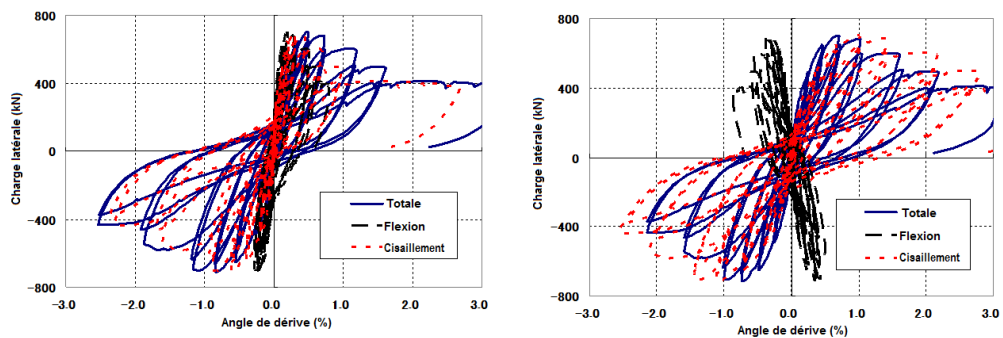 800
400
0
−400
−800
−3.0
−2.0
−1.0
0.0
1.0
2.0
3.0
Charge latérale (kN)
Angle de dérive (%)
Totale
Flexion
Cisaillement
800
400
0
−400
−800
−3.0
−2.0
−1.0
0.0
1.0
2.0
3.0
Charge latérale (kN)
Angle de dérive (%)
Totale
Flexion
Cisaillement